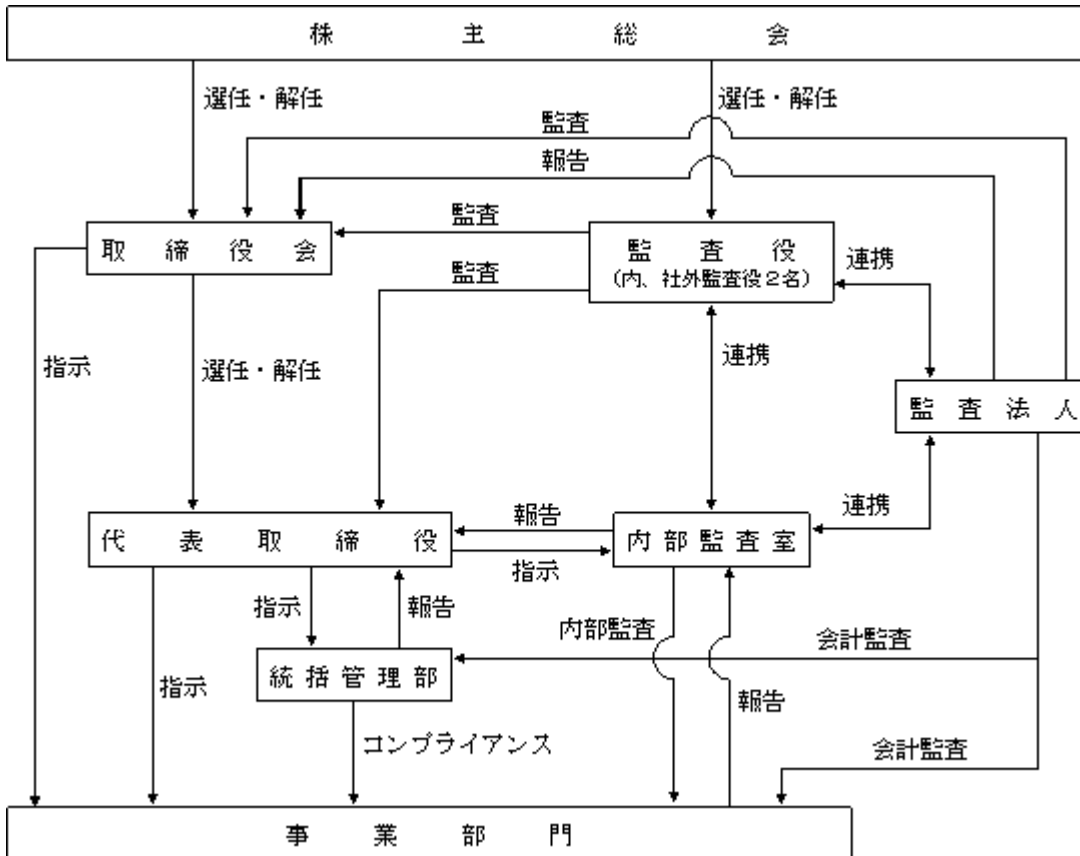 株主総会
選任・解任
選任・解任
監査
報告
取締役会
監査
監査役
(内、社外監査役2名)
連携
監査
指示
選任・解任
連携
監査法人
代表取締役
報告
指示
内部監査室
連携
指示
報告
内部監査
会計監査
統括管理部
指示
報告
コンプライアンス
会計監査
事業部門